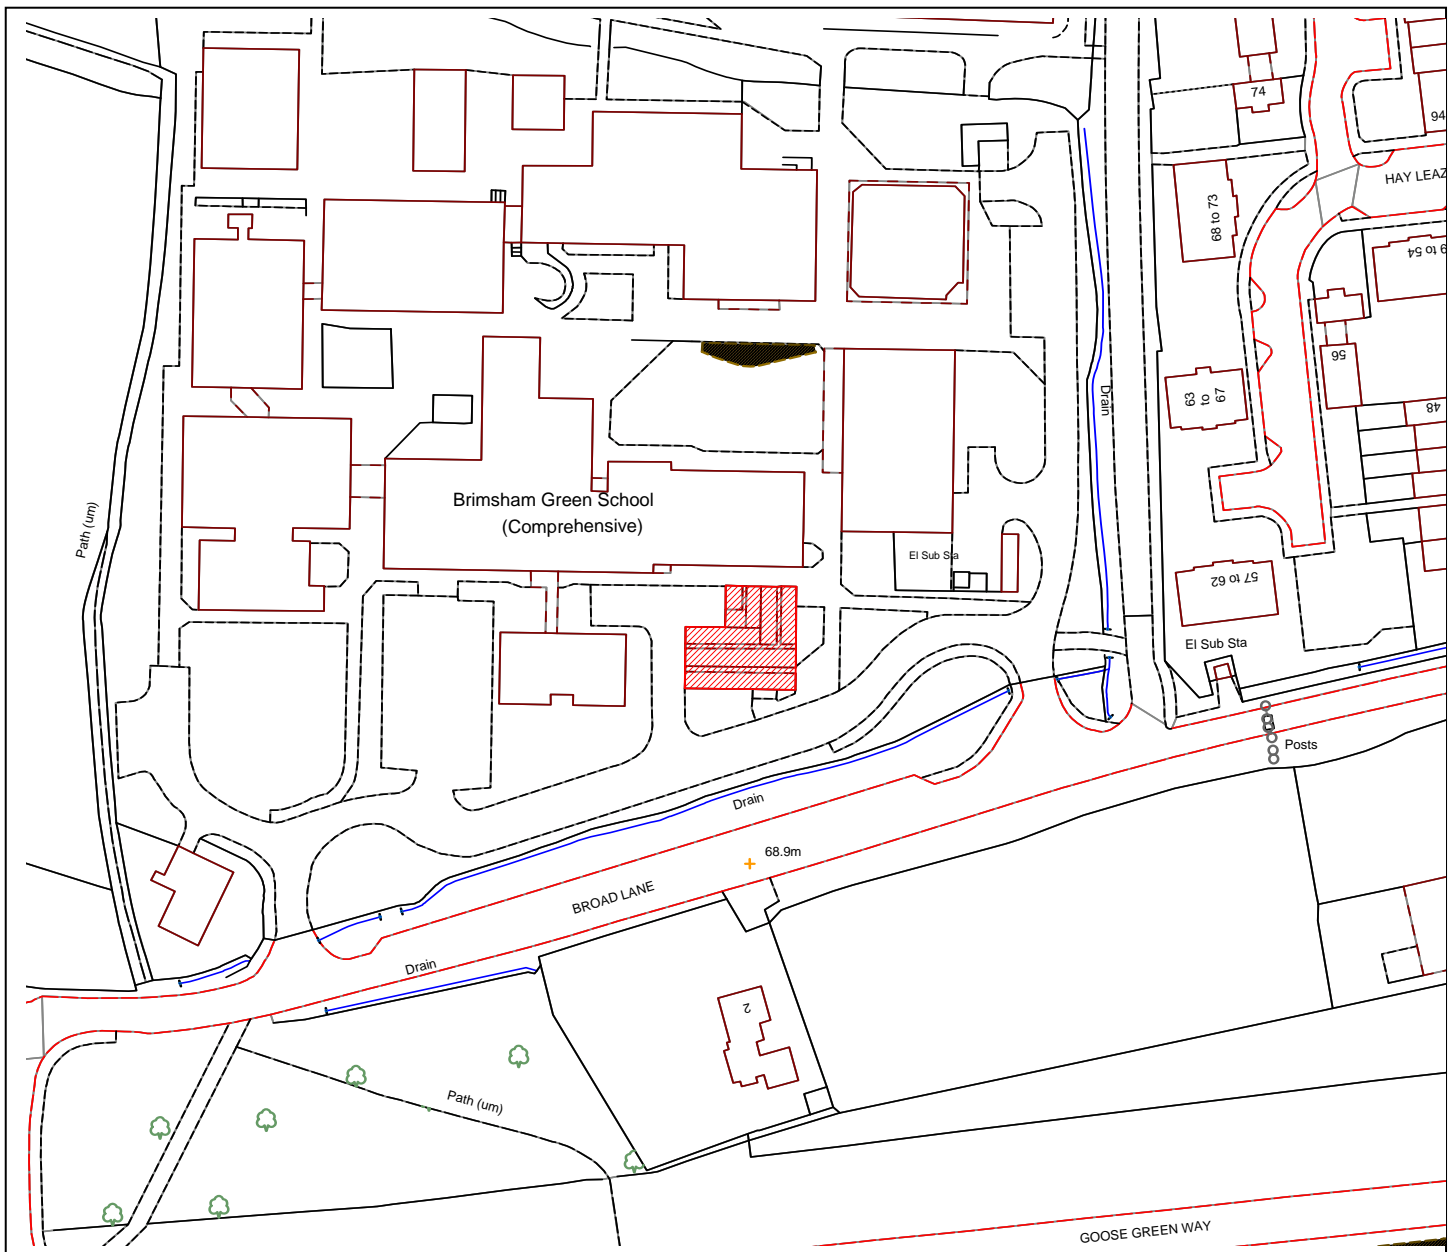 74
94
HAY LEAZ
68 to 73
9 to 54
56
63
to
67
48
Drain
Path (um)
Brimsham Green School
(Comprehensive)
El Sub Sta
57 to 62
El Sub Sta
Posts
Drain
68.9m
BROAD LANE
Drain
2
Path (um)
GOOSE GREEN WAY